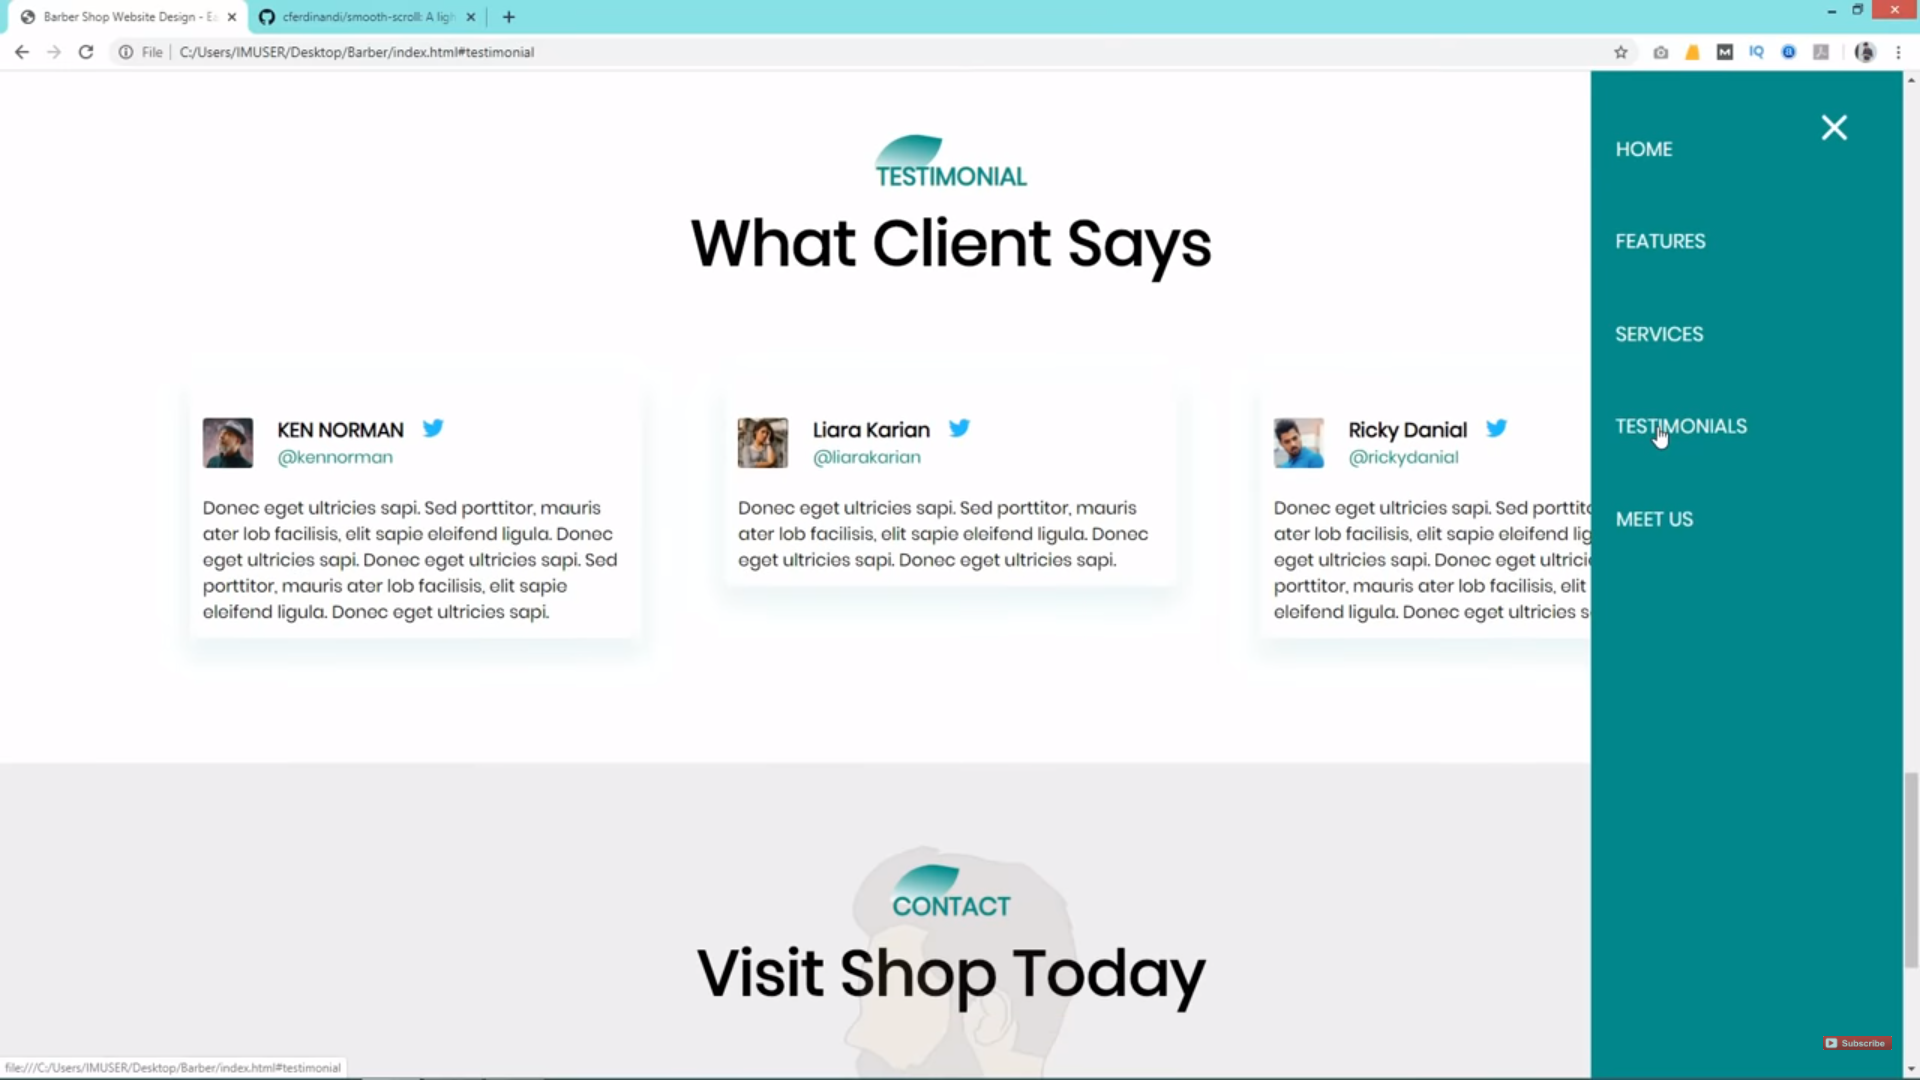 Barber Shop Website Design - Ea
cferdinandi/smooth-scroll: A ligh
File | C:/Users/IMUSER/Desktop/Barber/index.html#testimonial
M
IQ
TESTIMONIAL
What Client Says
KEN NORMAN
@kennorman
Donec eget ultricies sapi. Sed porttitor, mauris
ater lob facilisis, elit sapie eleifend ligula. Donec
eget ultricies sapi. Donec eget ultricies sapi. Sed
porttitor, mauris ater lob facilisis, elit sapie
eleifend ligula. Donec eget ultricies sapi.
Liara Karian
@liarakarian
Donec eget ultricies sapi. Sed porttitor, mauris
ater lob facilisis, elit sapie eleifend ligula. Donec
eget ultricies sapi. Donec eget ultricies sapi.
Ricky Danial
@rickydanial
Donec eget ultricies sapi. Sed porttito
ater lob facilisis, elit sapie eleifend lig
eget ultricies sapi. Donec eget ultricie
porttitor, mauris ater lob facilisis, elit
eleifend ligula. Donec eget ultricies s
HOME
FEATURES
SERVICES
TESTIMONIALS
MEET US
CONTACT
Visit Shop Today
Subscribe
file:///C:/Users/IMUSER/Desktop/Barber/index.html#testimonial